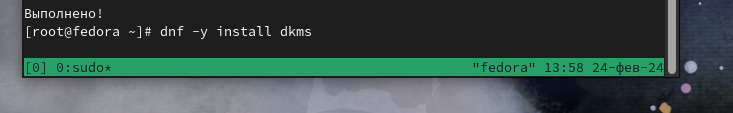 Выполнено!
[root@fedora ~]# dnf -y install dkms
[0] 0:sudo* "fedora" 13:58 24-фев-24